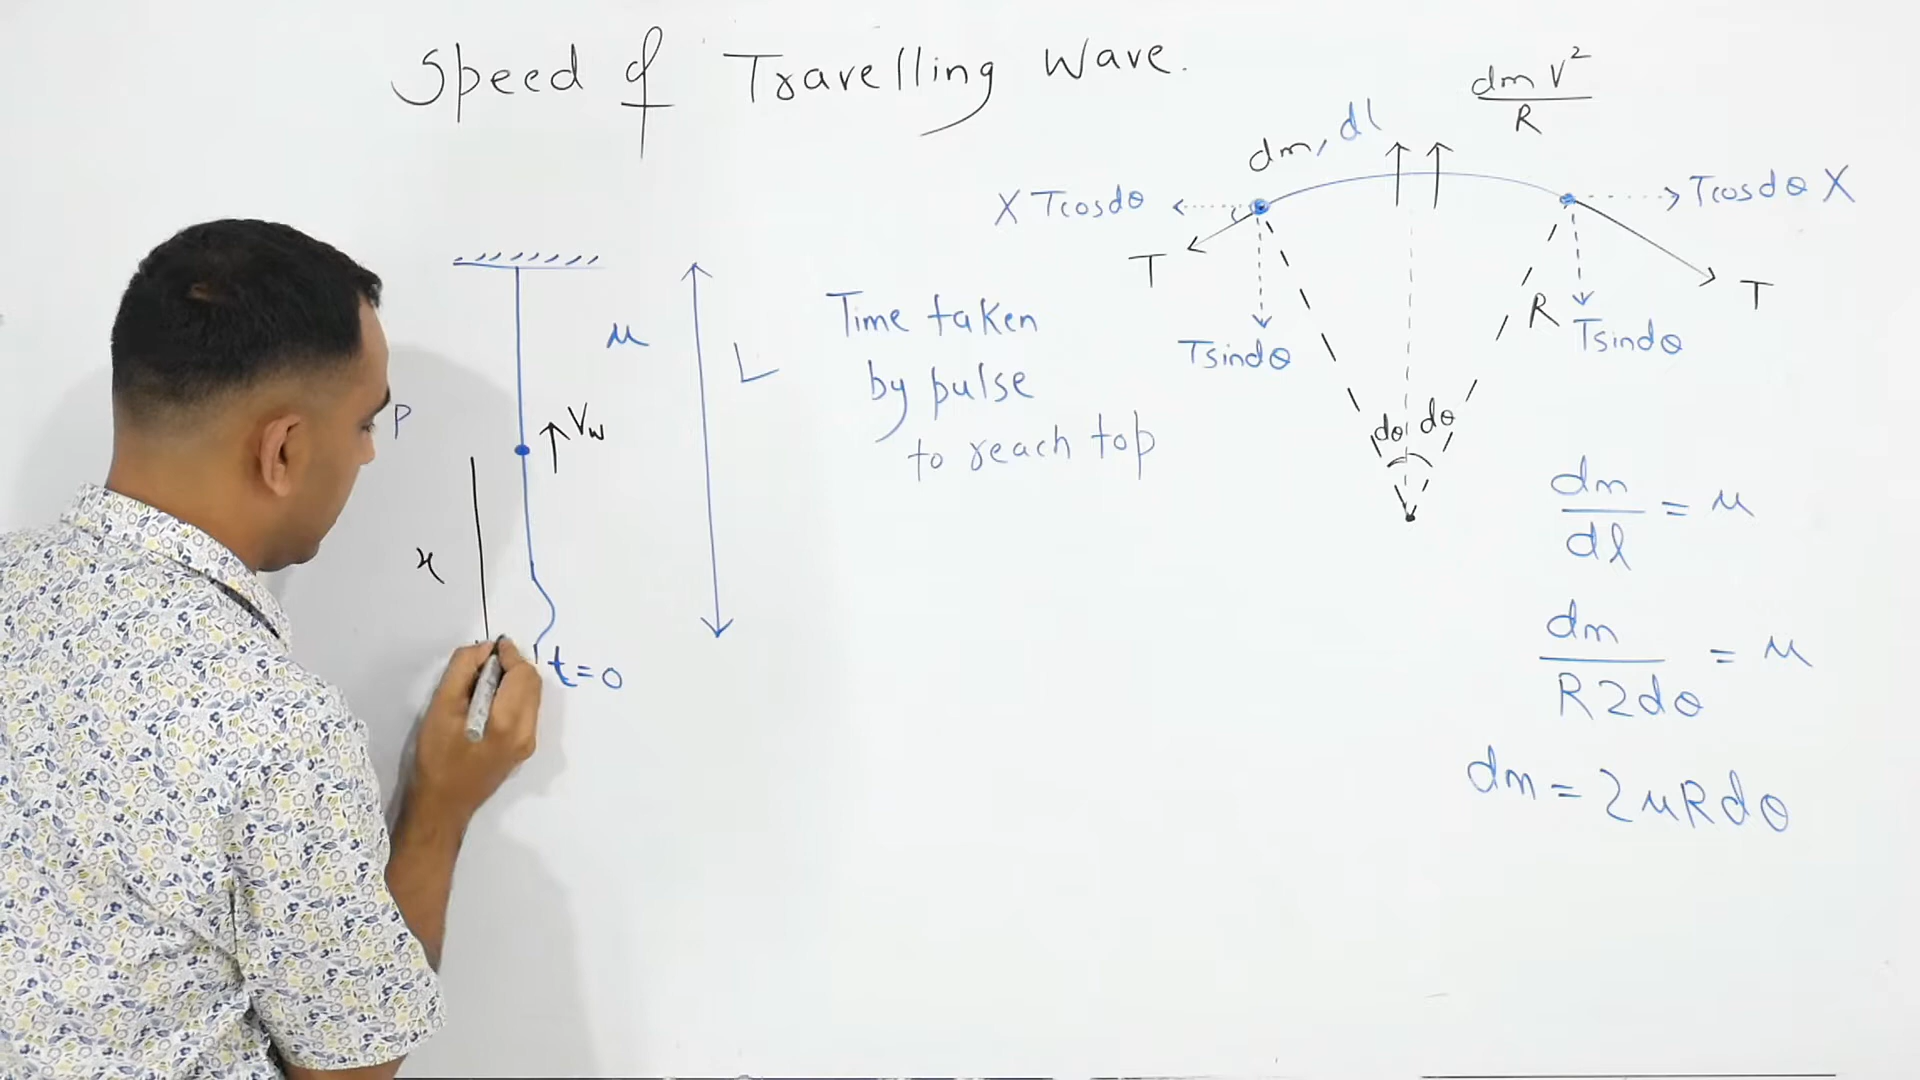 Speed of Travelling Wave.
dm V²
R
dm, dl
X Tcosdθ
Tcosdθ X
T
T
Tsindθ
R
Tsindθ
dθ dθ
μ
L
Time taken
by pulse
to reach top
P
Vw
x
t=0
dm
dl
= μ
dm
R2dθ
= μ
dm = 2μRdθ